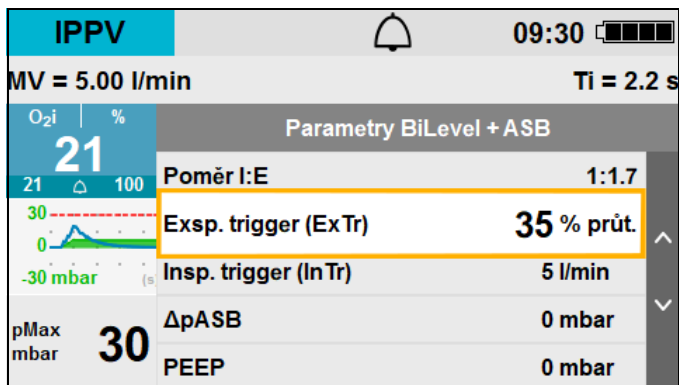 IPPV 09:30
MV = 5.00 l/min Ti = 2.2 s
O2i %
21
21 100
Parametry BiLevel + ASB
Poměr I:E 1:1.7
Exsp. trigger (ExTr) 35 % průt.
Insp. trigger (InTr) 5 l/min
ΔpASB 0 mbar
PEEP 0 mbar
30
0
-30 mbar (s
pMax
mbar 30